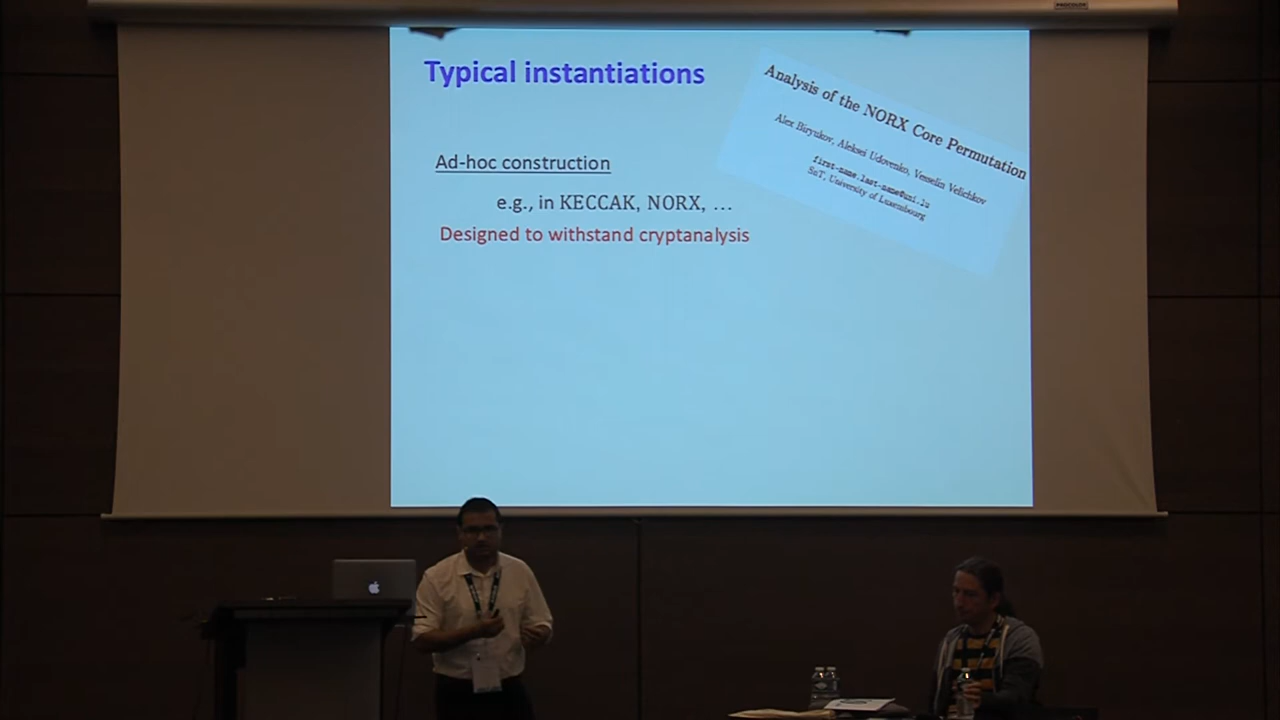 Typical instantiations
Analysis of the NORX Core Permutation
Alex Biryukov, Aleksei Udovenko, Vesselin Velichkov
first-name.last-name@uni.lu
SnT, University of Luxembourg
Ad-hoc construction
e.g., in KECCAK, NORX, ...
Designed to withstand cryptanalysis